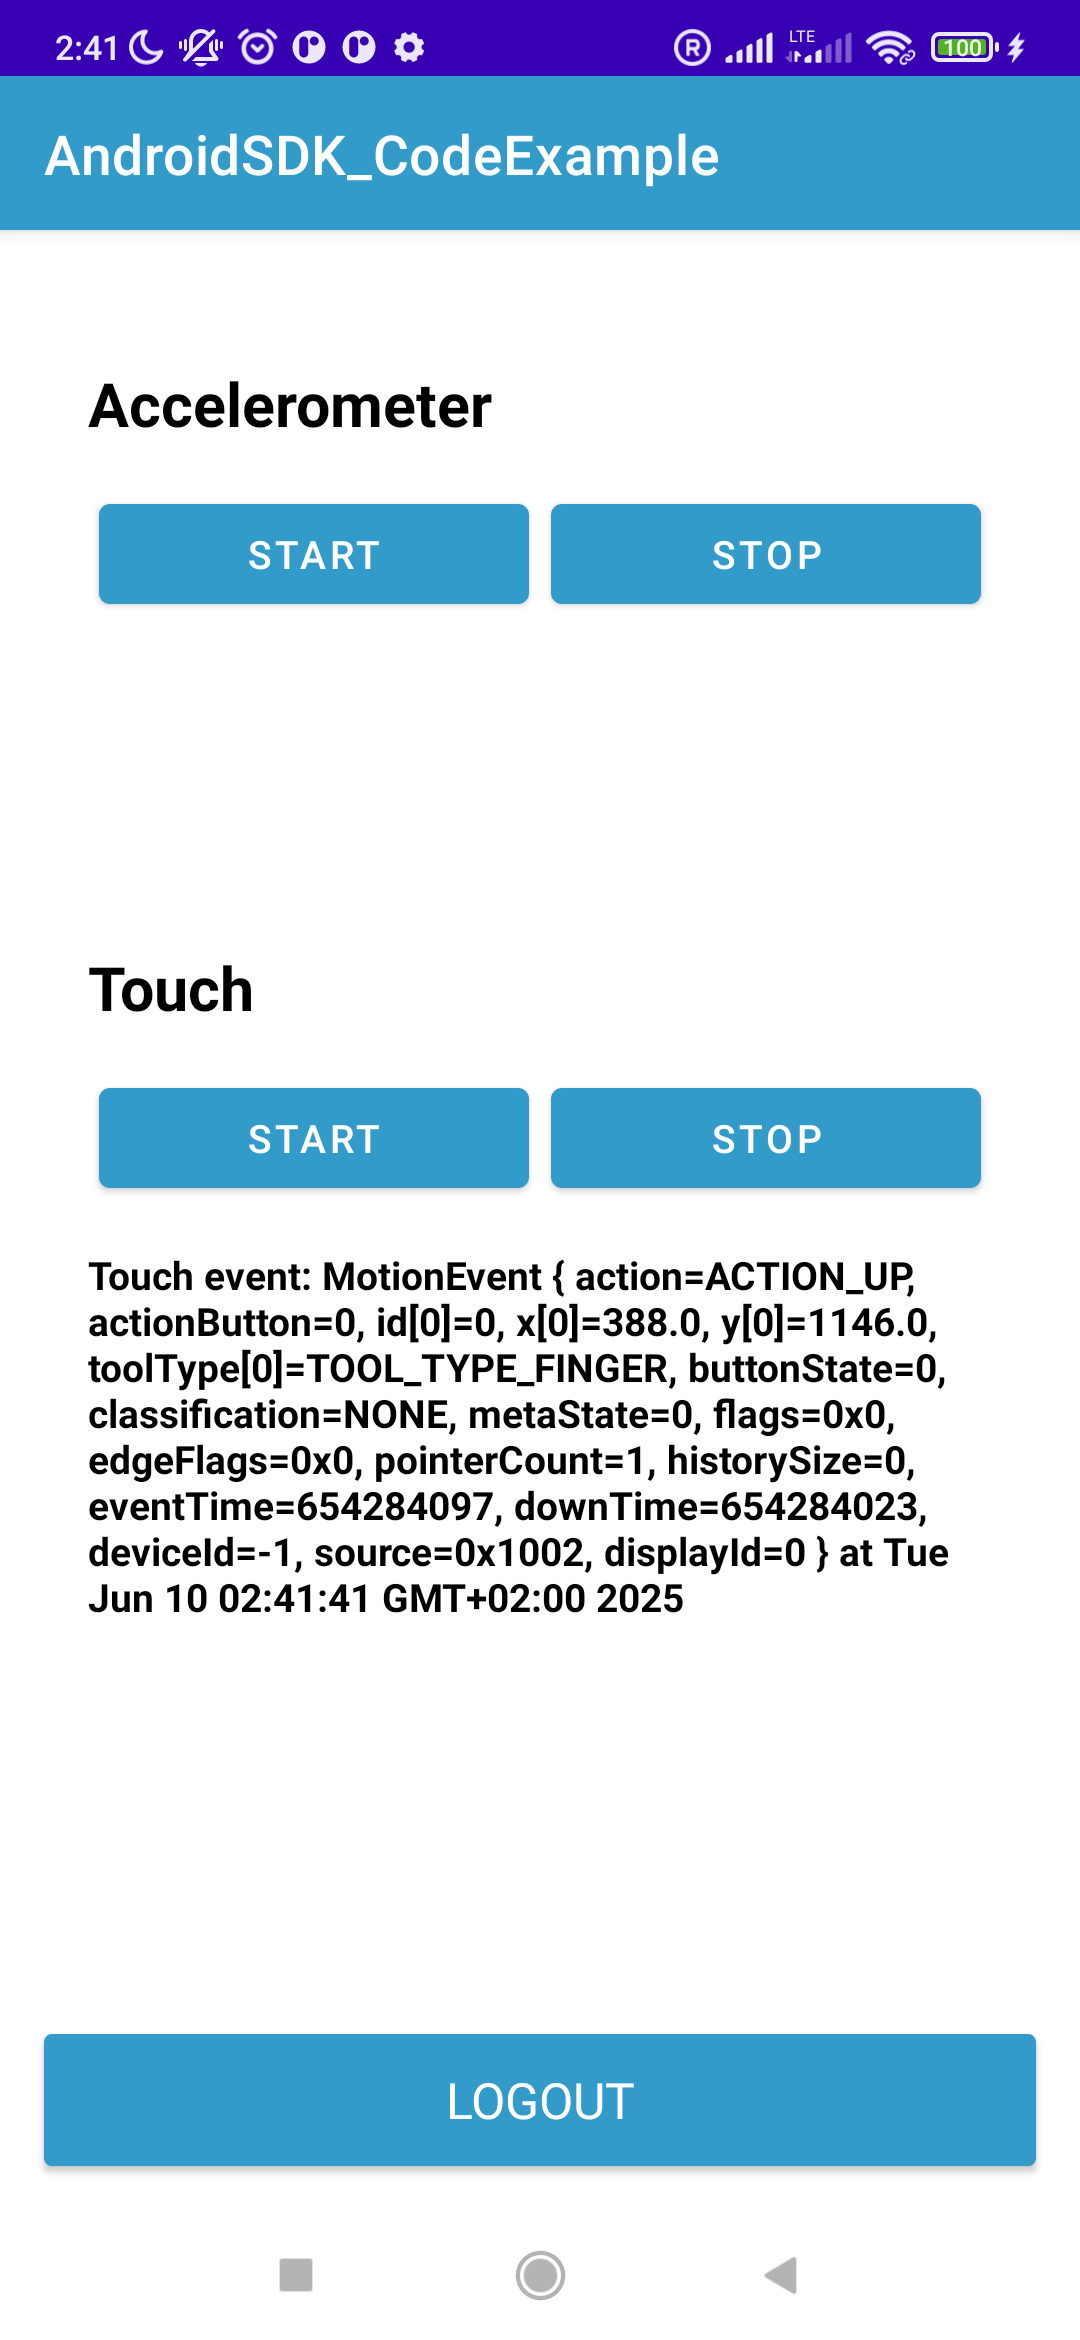 2:41
LTE
100
AndroidSDK_CodeExample
Accelerometer
START STOP
Touch
START STOP
Touch event: MotionEvent { action=ACTION_UP,
actionButton=0, id[0]=0, x[0]=388.0, y[0]=1146.0,
toolType[0]=TOOL_TYPE_FINGER, buttonState=0,
classification=NONE, metaState=0, flags=0x0,
edgeFlags=0x0, pointerCount=1, historySize=0,
eventTime=654284097, downTime=654284023,
deviceId=-1, source=0x1002, displayId=0 } at Tue
Jun 10 02:41:41 GMT+02:00 2025
LOGOUT